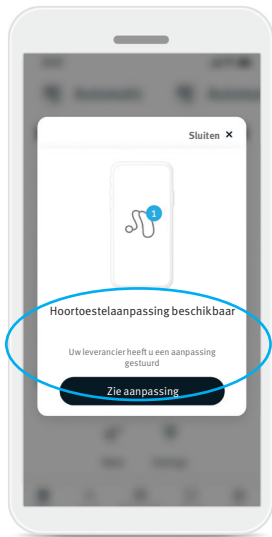 Sluiten ×
1
Hoortoestelaanpassing beschikbaar
Uw leverancier heeft u een aanpassing
gestuurd
Zie aanpassing